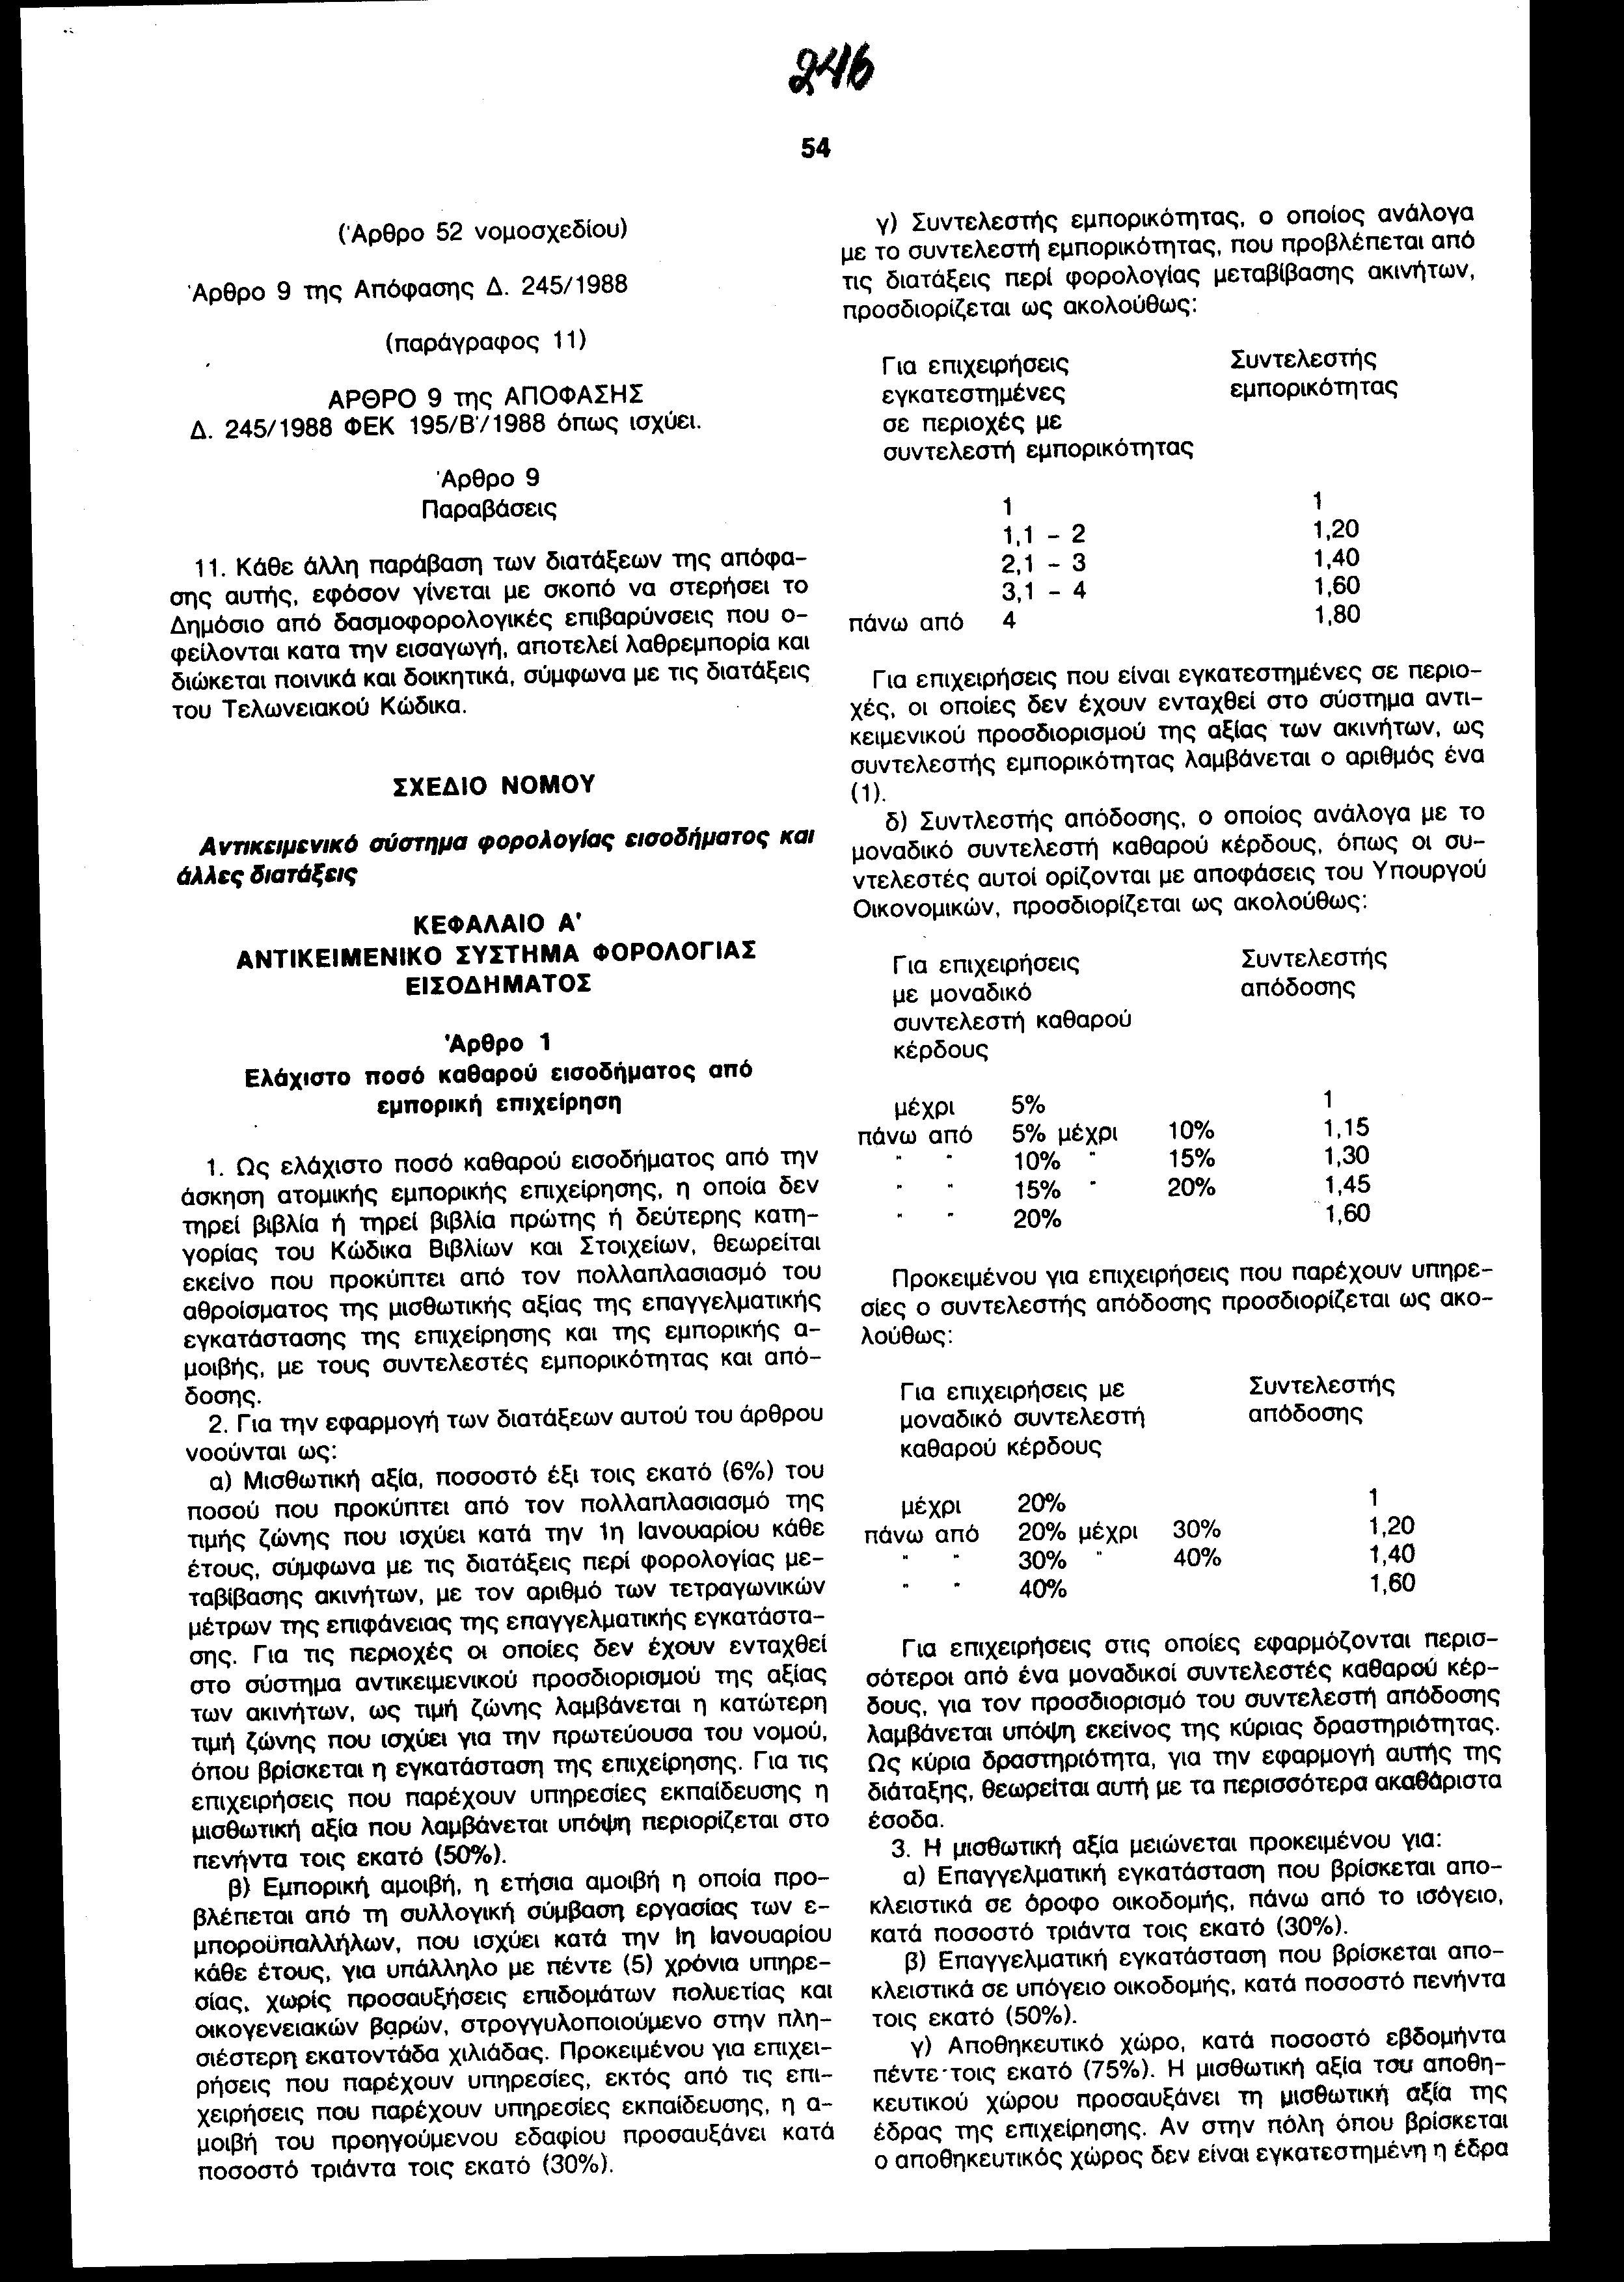 246
54
(Άρθρο 52 νομοσχεδίου)
Άρθρο 9 της Απόφασης Δ. 245/1988
(παράγραφος 11)
ΑΡΘΡΟ 9 της ΑΠΟΦΑΣΗΣ
Δ. 245/1988 ΦΕΚ 195/Β΄/1988 όπως ισχύει.
Άρθρο 9
Παραβάσεις
11. Κάθε άλλη παράβαση των διατάξεων της απόφα-
σης αυτής, εφόσον γίνεται με σκοπό να στερήσει το
Δημόσιο από δασμοφορολογικές επιβαρύνσεις που ο-
φείλονται κατα την εισαγωγή, αποτελεί λαθρεμπορία και
διώκεται ποινικά και δοικητικά, σύμφωνα με τις διατάξεις
του Τελωνειακού Κώδικα.
ΣΧΕΔΙΟ ΝΟΜΟΥ
Αντικειμενικό σύστημα φορολογίας εισοδήματος και
άλλες διατάξεις
ΚΕΦΑΛΑΙΟ Α'
ΑΝΤΙΚΕΙΜΕΝΙΚΟ ΣΥΣΤΗΜΑ ΦΟΡΟΛΟΓΙΑΣ
ΕΙΣΟΔΗΜΑΤΟΣ
Άρθρο 1
Ελάχιστο ποσό καθαρού εισοδήματος από
εμπορική επιχείρηση
1. Ως ελάχιστο ποσό καθαρού εισοδήματος από την
άσκηση ατομικής εμπορικής επιχείρησης, η οποία δεν
τηρεί βιβλία ή τηρεί βιβλία πρώτης ή δεύτερης κατη-
γορίας του Κώδικα Βιβλίων και Στοιχείων, θεωρείται
εκείνο που προκύπτει από τον πολλαπλασιασμό του
αθροίσματος της μισθωτικής αξίας της επαγγελματικής
εγκατάστασης της επιχείρησης και της εμπορικής α-
μοιβής, με τους συντελεστές εμπορικότητας και από-
δοσης.
2. Για την εφαρμογή των διατάξεων αυτού του άρθρου
νοούνται ως:
α) Μισθωτική αξία, ποσοστό έξι τοις εκατό (6%) του
ποσού που προκύπτει από τον πολλαπλασιασμό της
τιμής ζώνης που ισχύει κατά την 1η Ιανουαρίου κάθε
έτους, σύμφωνα με τις διατάξεις περί φορολογίας με-
ταβίβασης ακινήτων, με τον αριθμό των τετραγωνικών
μέτρων της επιφάνειας της επαγγελματικής εγκατάστα-
σης. Για τις περιοχές οι οποίες δεν έχουν ενταχθεί
στο σύστημα αντικειμενικού προσδιορισμού της αξίας
των ακινήτων, ως τιμή ζώνης λαμβάνεται η κατώτερη
τιμή ζώνης που ισχύει για την πρωτεύουσα του νομού,
όπου βρίσκεται η εγκατάσταση της επιχείρησης. Για τις
επιχειρήσεις που παρέχουν υπηρεσίες εκπαίδευσης η
μισθωτική αξία που λαμβάνεται υπόψη περιορίζεται στο
πενήντα τοις εκατό (50%).
β) Εμπορική αμοιβή, η ετήσια αμοιβή η οποία προ-
βλέπεται από τη συλλογική σύμβαση εργασίας των ε-
μποροϋπαλλήλων, που ισχύει κατά την 1η Ιανουαρίου
κάθε έτους, για υπάλληλο με πέντε (5) χρόνια υπηρε-
σίας, χωρίς προσαυξήσεις επιδομάτων πολυετίας και
οικογενειακών βαρών, στρογγυλοποιούμενο στην πλη-
σιέστερη εκατοντάδα χιλιάδας. Προκειμένου για επιχει-
ρήσεις που παρέχουν υπηρεσίες, εκτός από τις επι-
χειρήσεις που παρέχουν υπηρεσίες εκπαίδευσης, η α-
μοιβή του προηγούμενου εδαφίου προσαυξάνει κατά
ποσοστό τριάντα τοις εκατό (30%).
γ) Συντελεστής εμπορικότητας, ο οποίος ανάλογα
με το συντελεστή εμπορικότητας, που προβλέπεται από
τις διατάξεις περί φορολογίας μεταβίβασης ακινήτων,
προσδιορίζεται ως ακολούθως:
Για επιχειρήσεις Συντελεστής
εγκατεστημένες εμπορικότητας
σε περιοχές με
συντελεστή εμπορικότητας
1 1
1,1 - 2 1,20
2,1 - 3 1,40
3,1 - 4 1,60
πάνω από 4 1,80
Για επιχειρήσεις που είναι εγκατεστημένες σε περιο-
χές, οι οποίες δεν έχουν ενταχθεί στο σύστημα αντι-
κειμενικού προσδιορισμού της αξίας των ακινήτων, ως
συντελεστής εμπορικότητας λαμβάνεται ο αριθμός ένα
(1).
δ) Συντλεστής απόδοσης, ο οποίος ανάλογα με το
μοναδικό συντελεστή καθαρού κέρδους, όπως οι συ-
ντελεστές αυτοί ορίζονται με αποφάσεις του Υπουργού
Οικονομικών, προσδιορίζεται ως ακολούθως:
Για επιχειρήσεις Συντελεστής
με μοναδικό απόδοσης
συντελεστή καθαρού
κέρδους
μέχρι 5% 1
πάνω από 5% μέχρι 10% 1,15
" " 10% " 15% 1,30
" " 15% " 20% 1,45
" " 20% 1,60
Προκειμένου για επιχειρήσεις που παρέχουν υπηρε-
σίες ο συντελεστής απόδοσης προσδιορίζεται ως ακο-
λούθως:
Για επιχειρήσεις με Συντελεστής
μοναδικό συντελεστή απόδοσης
καθαρού κέρδους
μέχρι 20% 1
πάνω από 20% μέχρι 30% 1,20
" " 30% " 40% 1,40
" " 40% 1,60
Για επιχειρήσεις στις οποίες εφαρμόζονται περισ-
σότεροι από ένα μοναδικοί συντελεστές καθαρού κέρ-
δους, για τον προσδιορισμό του συντελεστή απόδοσης
λαμβάνεται υπόψη εκείνος της κύριας δραστηριότητας.
Ως κύρια δραστηριότητα, για την εφαρμογή αυτής της
διάταξης, θεωρείται αυτή με τα περισσότερα ακαθάριστα
έσοδα.
3. Η μισθωτική αξία μειώνεται προκειμένου για:
α) Επαγγελματική εγκατάσταση που βρίσκεται απο-
κλειστικά σε όροφο οικοδομής, πάνω από το ισόγειο,
κατά ποσοστό τριάντα τοις εκατό (30%).
β) Επαγγελματική εγκατάσταση που βρίσκεται απο-
κλειστικά σε υπόγειο οικοδομής, κατά ποσοστό πενήντα
τοις εκατό (50%).
γ) Αποθηκευτικό χώρο, κατά ποσοστό εβδομήντα
πέντε τοις εκατό (75%). Η μισθωτική αξία του αποθη-
κευτικού χώρου προσαυξάνει τη μισθωτική αξία της
έδρας της επιχείρησης. Αν στην πόλη όπου βρίσκεται
ο αποθηκευτικός χώρος δεν είναι εγκατεστημένη η έδρα